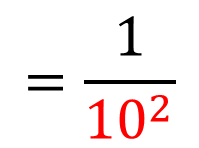 = 1/10²